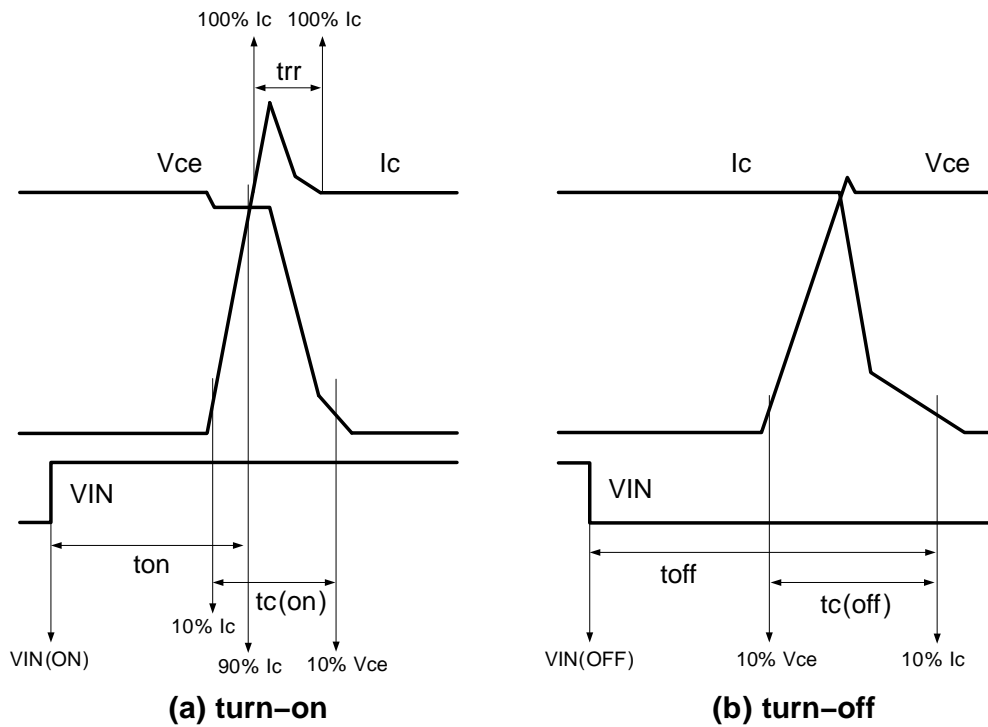 100% Ic 100% Ic
trr
Vce Ic
VIN
ton
tc(on)
10% Ic
VIN(ON) 90% Ic 10% Vce
(a) turn−on
Ic Vce
VIN
toff
tc(off)
VIN(OFF) 10% Vce 10% Ic
(b) turn−off